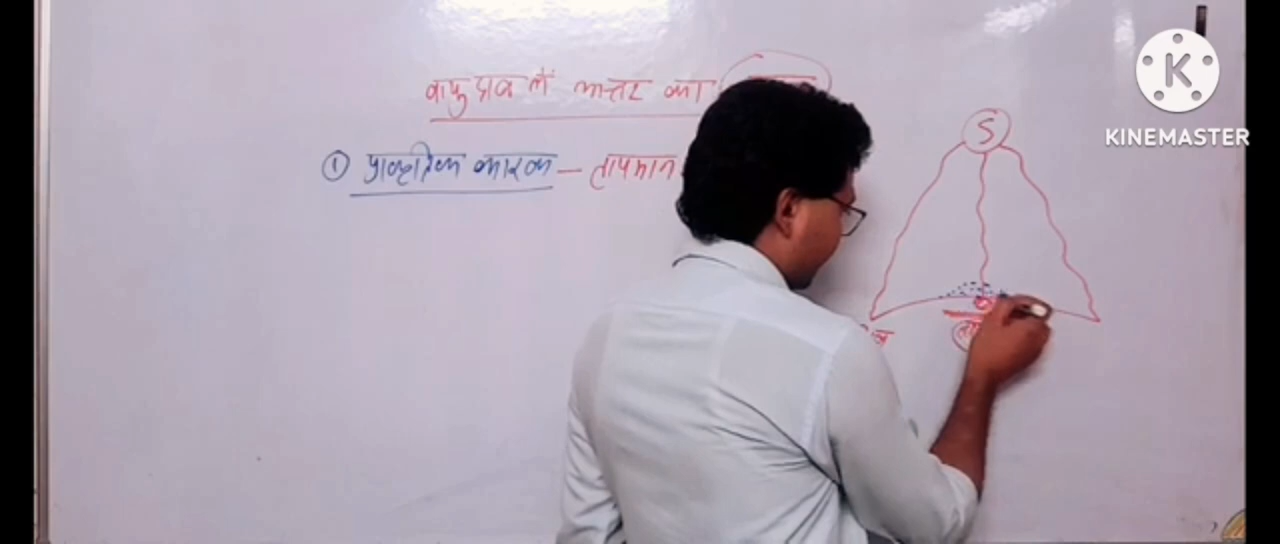 वायुदाब में अन्तर का
① प्राकृतिक कारक — तापमान
S
KINEMASTER